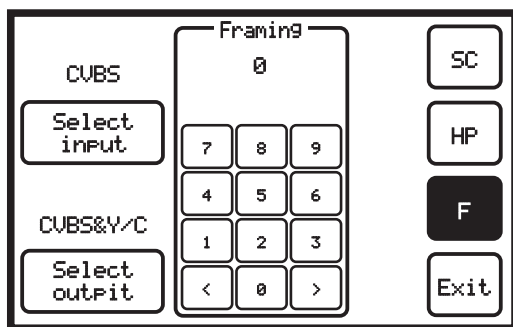 Framing
0
CVBS
Select
input
CVBS&Y/C
Select
outpit
7 8 9
4 5 6
1 2 3
< 0 >
SC
HP
F
Exit